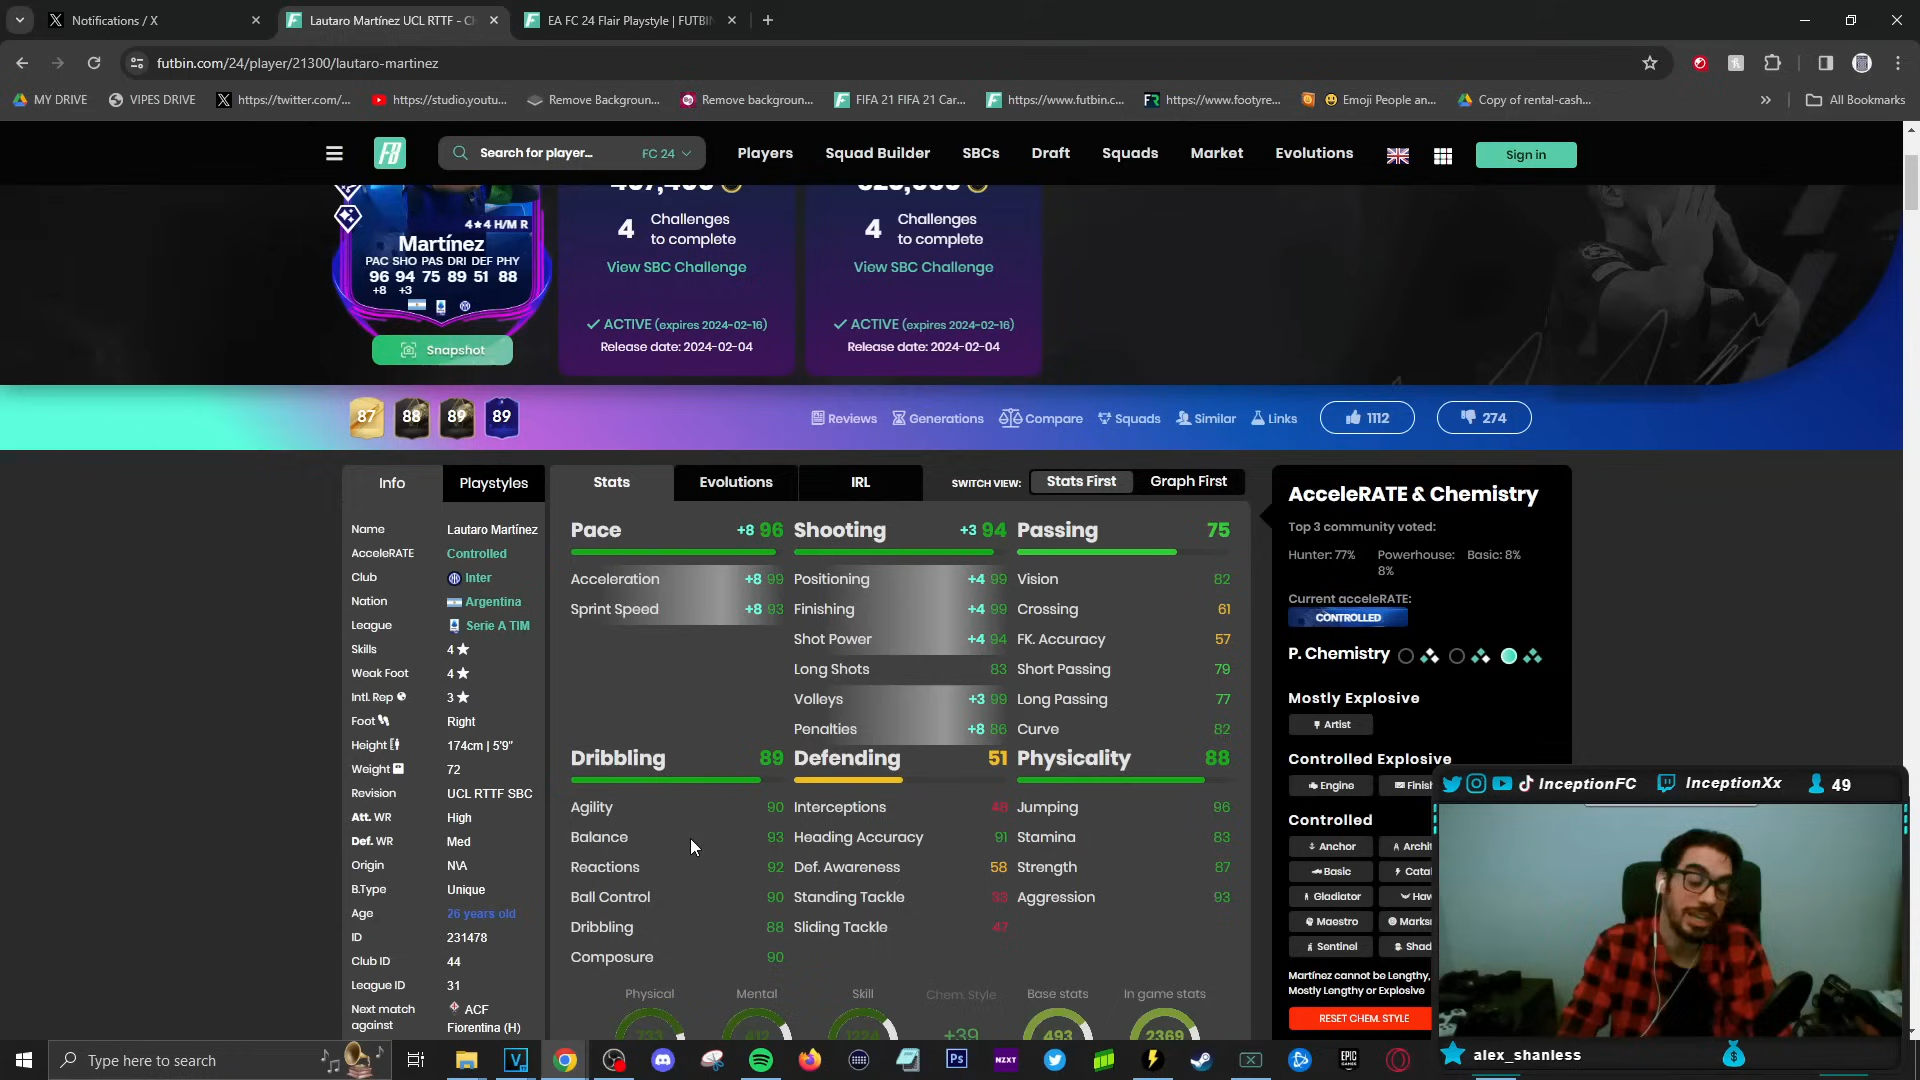 Notifications / X
Lautaro Martínez UCL RTTF - C
EA FC 24 Flair Playstyle | FUTBI
futbin.com/24/player/21300/lautaro-martinez
MY DRIVE
VIPES DRIVE
https://twitter.com/...
https://studio.youtu...
Remove Backgroun...
Remove backgroun...
FIFA 21 FIFA 21 Car...
https://www.futbin.c...
https://www.footyre...
Emoji People an...
Copy of rental-cash...
All Bookmarks
FB
Search for player...
FC 24
Players
Squad Builder
SBCs
Draft
Squads
Market
Evolutions
Sign in
4★4 H/M R
Martínez
PAC SHO PAS DRI DEF PHY
96 94 75 89 51 88
+8 +3
Snapshot
4 Challenges to complete
View SBC Challenge
ACTIVE (expires 2024-02-16)
Release date: 2024-02-04
4 Challenges to complete
View SBC Challenge
ACTIVE (expires 2024-02-16)
Release date: 2024-02-04
87 88 89 89
Reviews
Generations
Compare
Squads
Similar
Links
1112
274
Info
Playstyles
Name Lautaro Martínez
AcceleRATE Controlled
Club Inter
Nation Argentina
League Serie A TIM
Skills 4★
Weak Foot 4★
Intl. Rep 3★
Foot Right
Height 174cm | 5'9"
Weight 72
Revision UCL RTTF SBC
Att. WR High
Def. WR Med
Origin N\A
B.Type Unique
Age 26 years old
ID 231478
Club ID 44
League ID 31
Next match against ACF Fiorentina (H)
Stats
Evolutions
IRL
SWITCH VIEW:
Stats First
Graph First
Pace +8 96
Acceleration +8 99
Sprint Speed +8 93
Shooting +3 94
Positioning +4 99
Finishing +4 99
Shot Power +4 94
Long Shots 83
Volleys +3 99
Penalties +8 86
Passing 75
Vision 82
Crossing 61
FK. Accuracy 57
Short Passing 79
Long Passing 77
Curve 82
Dribbling 89
Agility 90
Balance 93
Reactions 92
Ball Control 90
Dribbling 88
Composure 90
Defending 51
Interceptions 48
Heading Accuracy 91
Def. Awareness 58
Standing Tackle 33
Sliding Tackle 47
Physicality 88
Jumping 96
Stamina 83
Strength 87
Aggression 93
Physical
733
Mental
412
Skill
1224
Chem. Style
+39
Base stats
493
In game stats
2369
AcceleRATE & Chemistry
Top 3 community voted:
Hunter: 77% Powerhouse: 8% Basic: 8%
Current acceleRATE:
CONTROLLED
P. Chemistry
Mostly Explosive
Artist
Controlled Explosive
Engine
Finish
Controlled
Anchor
Archi
Basic
Cata
Gladiator
Haw
Maestro
Marks
Sentinel
Shad
Martínez cannot be Lengthy,
Mostly Lengthy or Explosive
RESET CHEM. STYLE
InceptionFC
InceptionXx
49
alex_shanless
Type here to search
Ps
NZXT
EPIC GAMES